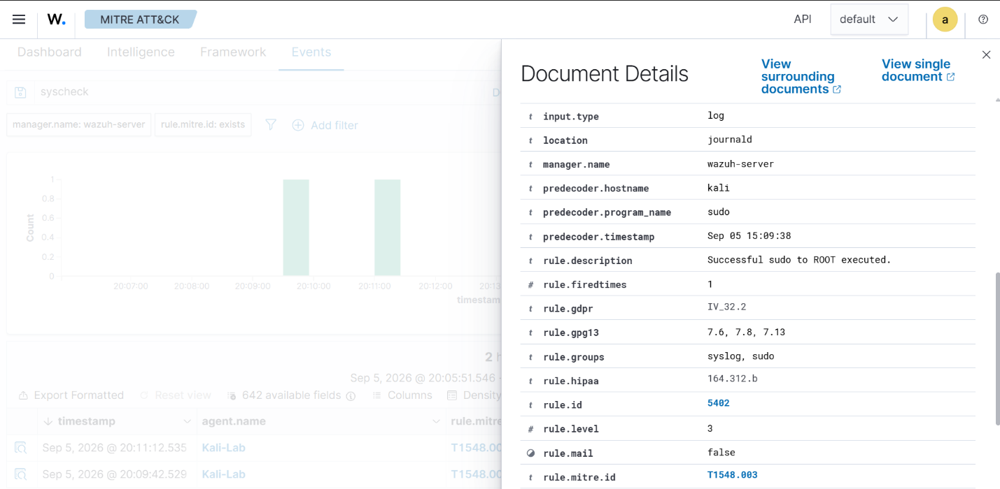 W. MITRE ATT&CK API default a
Dashboard Intelligence Framework Events
syscheck D
manager.name: wazuh-server rule.mitre.id: exists Add filter
1
0.8
0.6
0.4
0.2
0
Count
20:07:00 20:08:00 20:09:00 20:10:00 20:11:00 20:12:00 20:13
timestam
2 h
Sep 5, 2026 @ 20:05:51.546 -
Export Formatted Reset view 642 available fields Columns Density
timestamp agent.name rule.mitre
Sep 5, 2026 @ 20:11:12.535 Kali-Lab T1548.00
Sep 5, 2026 @ 20:09:42.529 Kali-Lab T1548.00
Document Details
View surrounding documents
View single document
t input.type log
t location journald
t manager.name wazuh-server
t predecoder.hostname kali
t predecoder.program_name sudo
t predecoder.timestamp Sep 05 15:09:38
t rule.description Successful sudo to ROOT executed.
# rule.firedtimes 1
t rule.gdpr IV_32.2
t rule.gpg13 7.6, 7.8, 7.13
t rule.groups syslog, sudo
t rule.hipaa 164.312.b
t rule.id 5402
# rule.level 3
rule.mail false
t rule.mitre.id T1548.003